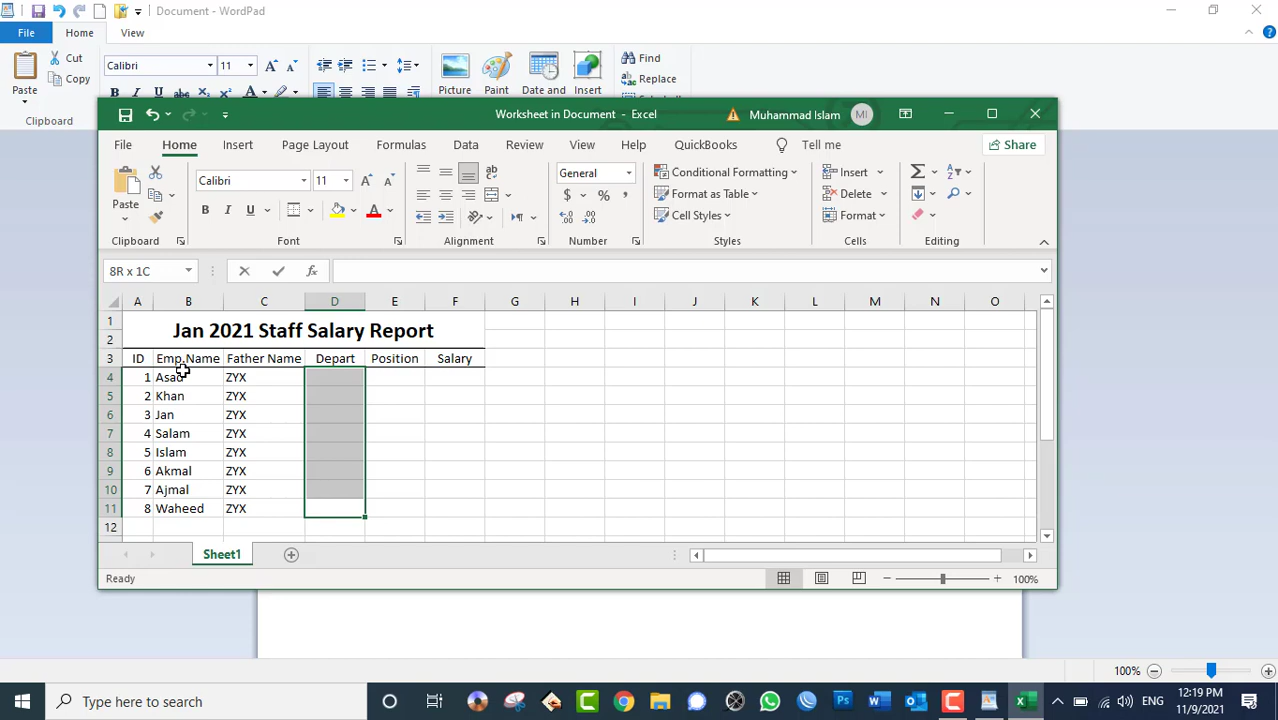 Document - WordPad
File Home View
Cut
Copy
Paste
Clipboard
Calibri 11
Picture Paint Date and Insert
Find
Replace
Worksheet in Document - Excel
Muhammad Islam MI
File Home Insert Page Layout Formulas Data Review View Help QuickBooks Tell me Share
Paste
Calibri 11
General
Conditional Formatting
Format as Table
Cell Styles
Insert
Delete
Format
Clipboard Font Alignment Number Styles Cells Editing
8R x 1C
A B C D E F G H I J K L M N O
1 Jan 2021 Staff Salary Report
2
3 ID Emp.Name Father Name Depart Position Salary
4 1 Asad ZYX
5 2 Khan ZYX
6 3 Jan ZYX
7 4 Salam ZYX
8 5 Islam ZYX
9 6 Akmal ZYX
10 7 Ajmal ZYX
11 8 Waheed ZYX
12
Sheet1
Ready
100%
100%
Type here to search
ENG
12:19 PM
11/9/2021